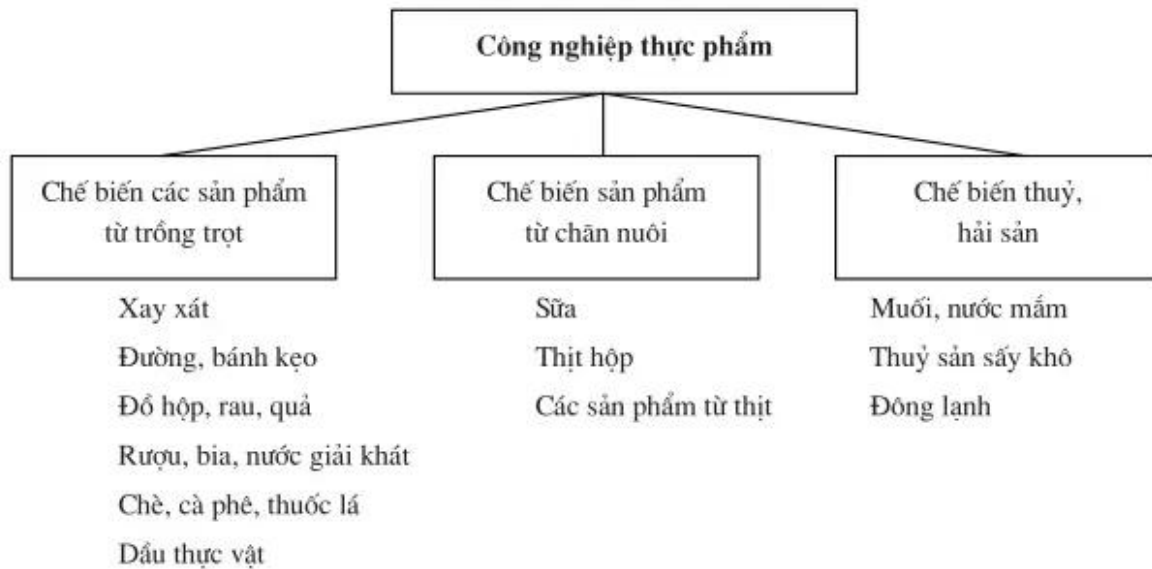 Công nghiệp thực phẩm
Chế biến các sản phẩm
từ trồng trọt
Xay xát
Đường, bánh kẹo
Đồ hộp, rau, quả
Rượu, bia, nước giải khát
Chè, cà phê, thuốc lá
Dầu thực vật
Chế biến sản phẩm
từ chăn nuôi
Sữa
Thịt hộp
Các sản phẩm từ thịt
Chế biến thuỷ,
hải sản
Muối, nước mắm
Thuỷ sản sấy khô
Đông lạnh